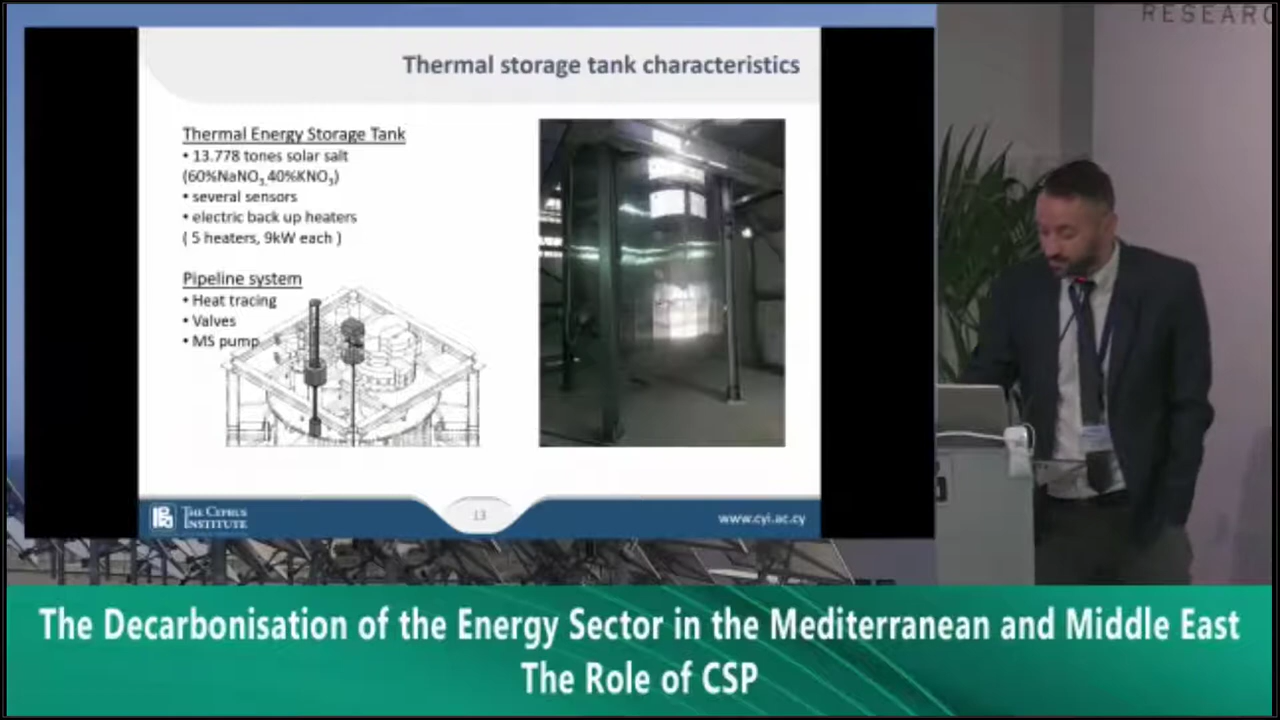 RESEARC
Thermal storage tank characteristics
Thermal Energy Storage Tank
• 13.778 tones solar salt
(60%NaNO3,40%KNO3)
• several sensors
• electric back up heaters
( 5 heaters, 9kW each )
Pipeline system
• Heat tracing
• Valves
• MS pump
THE CYPRUS
INSTITUTE
13
www.cyi.ac.cy
The Decarbonisation of the Energy Sector in the Mediterranean and Middle East
The Role of CSP